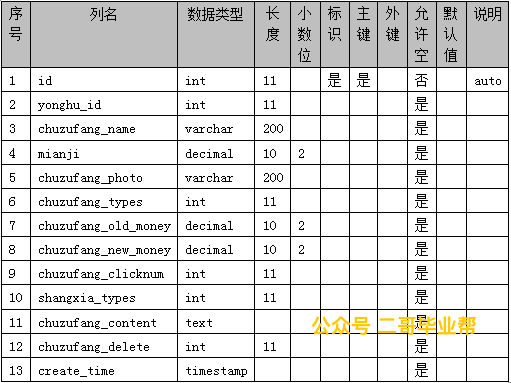 序号 列名 数据类型 长度 小数位 标识 主键 外键 允许空 默认值 说明
1 id int 11 是 是 否 auto
2 yonghu_id int 11 是
3 chuzufang_name varchar 200 是
4 mianji decimal 10 2 是
5 chuzufang_photo varchar 200 是
6 chuzufang_types int 11 是
7 chuzufang_old_money decimal 10 2 是
8 chuzufang_new_money decimal 10 2 是
9 chuzufang_clicknum int 11 是
10 shangxia_types int 11 是
11 chuzufang_content text 是
公众号 二哥毕业帮
12 chuzufang_delete int 11 是
13 create_time timestamp 是